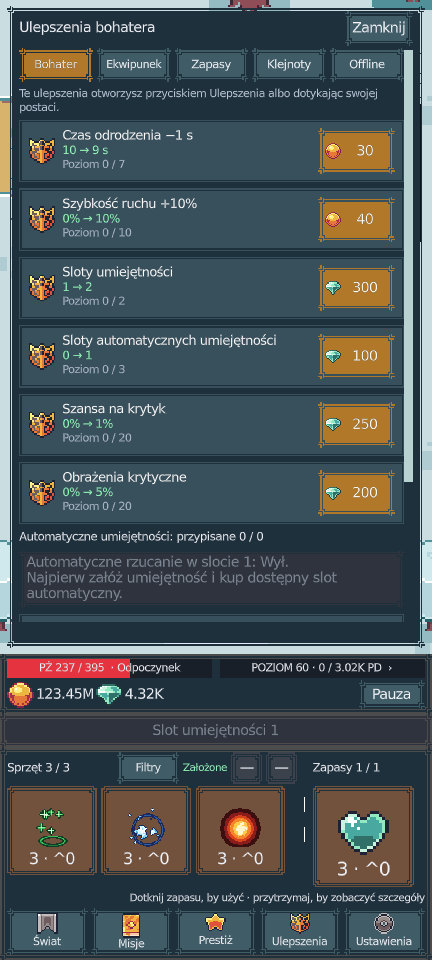 Ulepszenia bohatera
Zamknij
Bohater
Ekwipunek
Zapasy
Klejnoty
Offline
Te ulepszenia otworzysz przyciskiem Ulepszenia albo dotykając swojej
postaci.
Czas odrodzenia −1 s
10 → 9 s
Poziom 0 / 7
30
Szybkość ruchu +10%
0% → 10%
Poziom 0 / 10
40
Sloty umiejętności
1 → 2
Poziom 0 / 2
300
Sloty automatycznych umiejętności
0 → 1
Poziom 0 / 3
100
Szansa na krytyk
0% → 1%
Poziom 0 / 20
250
Obrażenia krytyczne
0% → 5%
Poziom 0 / 20
200
Automatyczne umiejętności: przypisane 0 / 0
Automatyczne rzucanie w slocie 1: Wył.
Najpierw załóż umiejętność i kup dostępny slot
automatyczny.
PŻ 237 / 395 · Odpoczynek
POZIOM 60 · 0 / 3.02K PD ›
123.45M
4.32K
Pauza
Slot umiejętności 1
Sprzęt 3 / 3
Filtry
Założone
—
—
Zapasy 1 / 1
3 · ^0
3 · ^0
3 · ^0
3 · ^0
Dotknij zapasu, by użyć · przytrzymaj, by zobaczyć szczegóły
Świat
Misje
Prestiż
Ulepszenia
Ustawienia